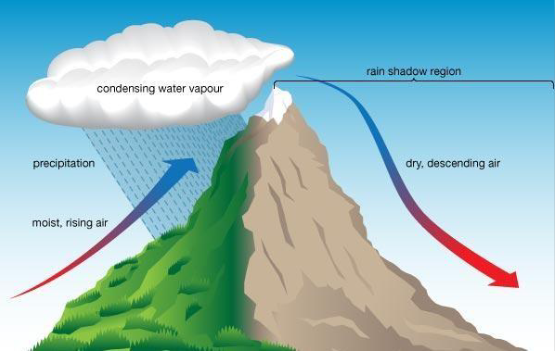 rain shadow region
condensing water vapour
precipitation
dry, descending air
moist, rising air